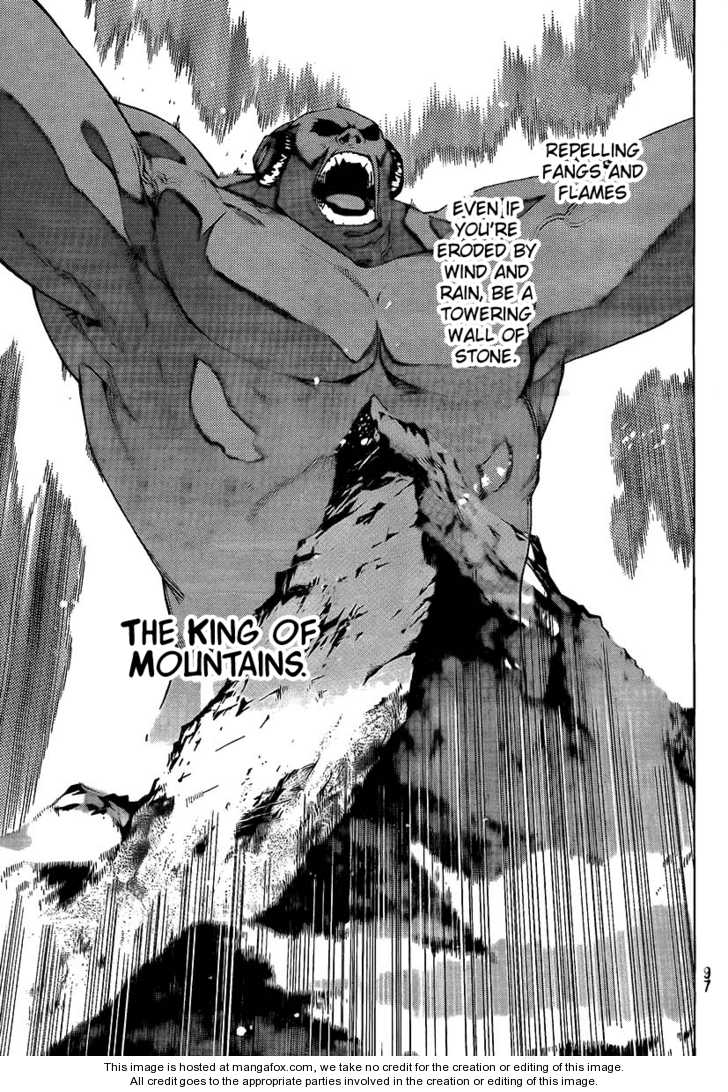 REPELLING
FANGS AND
FLAMES
EVEN IF
YOU'RE
ERODED BY
WIND AND
RAIN, BE A
TOWERING
WALL OF
STONE.
THE KING OF
MOUNTAINS.
97
This image is hosted at mangafox.com, we take no credit for the creation or editing of this image.
All credit goes to the appropriate parties involved in the creation or editing of this image.